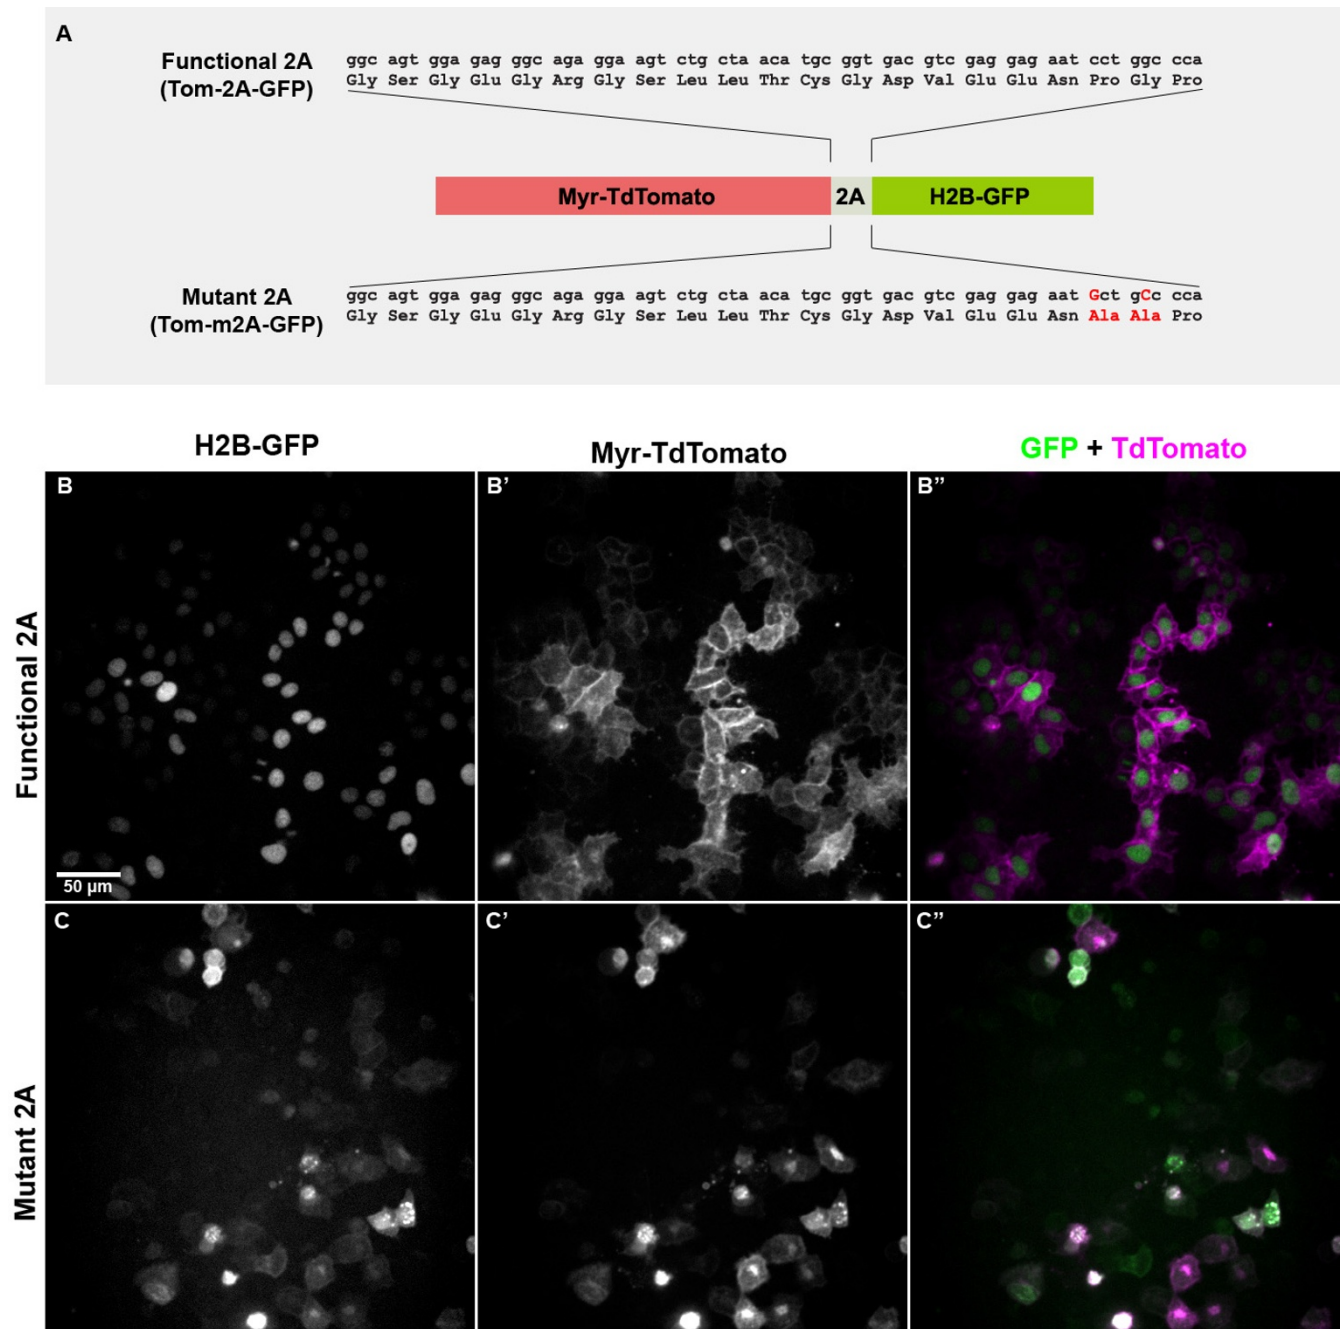 A
Functional 2A
(Tom-2A-GFP)
ggc agt gga gag ggc aga gga agt ctg cta aca tgc ggt gac gtc gag gag aat cct ggc cca
Gly Ser Gly Glu Gly Arg Gly Ser Leu Leu Thr Cys Gly Asp Val Glu Glu Asn Pro Gly Pro
Myr-TdTomato 2A H2B-GFP
Mutant 2A
(Tom-m2A-GFP)
ggc agt gga gag ggc aga gga agt ctg cta aca tgc ggt gac gtc gag gag aat Gct gCc cca
Gly Ser Gly Glu Gly Arg Gly Ser Leu Leu Thr Cys Gly Asp Val Glu Glu Asn Ala Ala Pro
H2B-GFP
Myr-TdTomato
GFP + TdTomato
Functional 2A
B
B’
B”
50 µm
Mutant 2A
C
C’
C”